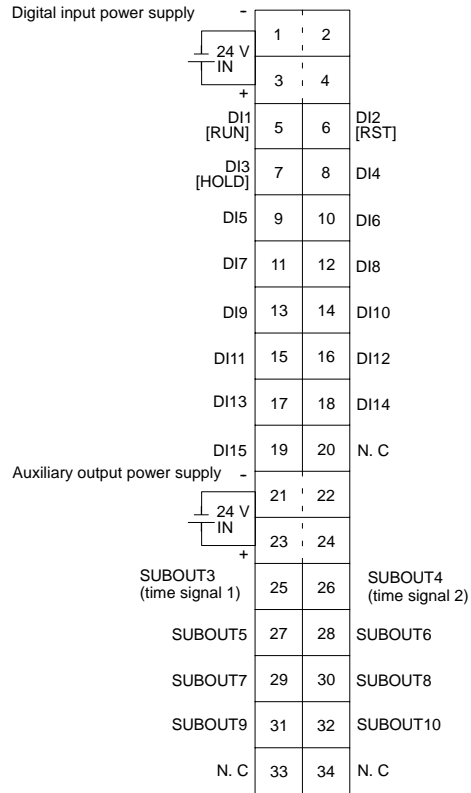 Digital input power supply -
1 2
24 V
IN
3 4
+
DI1
[RUN] 5 6 DI2
[RST]
DI3
[HOLD] 7 8 DI4
DI5 9 10 DI6
DI7 11 12 DI8
DI9 13 14 DI10
DI11 15 16 DI12
DI13 17 18 DI14
DI15 19 20 N. C
Auxiliary output power supply -
21 22
24 V
IN
23 24
+
SUBOUT3
(time signal 1) 25 26 SUBOUT4
(time signal 2)
SUBOUT5 27 28 SUBOUT6
SUBOUT7 29 30 SUBOUT8
SUBOUT9 31 32 SUBOUT10
N. C 33 34 N. C